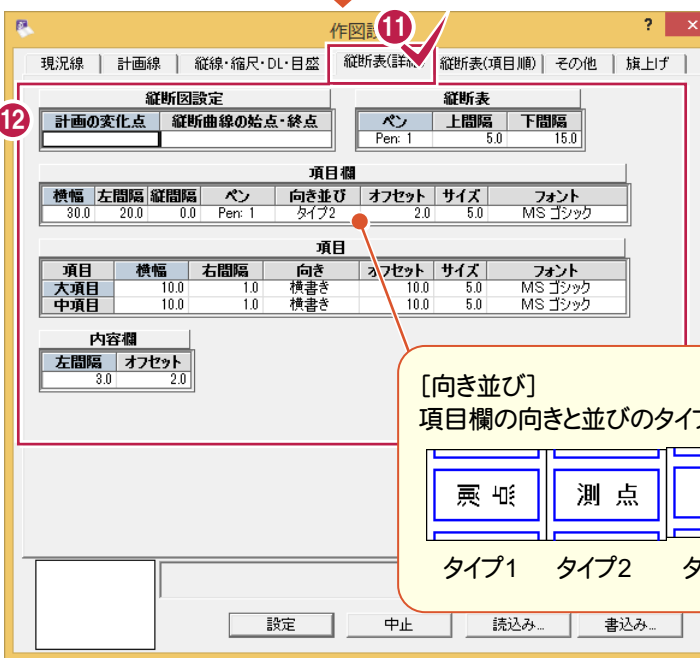 作図設
? ×
11
現況線 計画線 縦線・縮尺・DL・目盛 縦断表(詳細) 縦断表(項目順) その他 旗上げ
12
縦断図設定 縦断表
計画の変化点 縦断曲線の始点・終点 ペン 上間隔 下間隔
Pen: 1 5.0 15.0
項目欄
横幅 左間隔 縦間隔 ペン 向き並び オフセット サイズ フォント
30.0 20.0 0.0 Pen: 1 タイプ2 2.0 5.0 MS ゴシック
項目
項目 横幅 右間隔 向き オフセット サイズ フォント
大項目 10.0 1.0 横書き 10.0 5.0 MS ゴシック
中項目 10.0 1.0 横書き 10.0 5.0 MS ゴシック
内容欄
左間隔 オフセット
3.0 2.0
[向き並び]
項目欄の向きと並びのタイプ
測点
タイプ1 タイプ2 タ
設定 中止 読込み... 書込み...